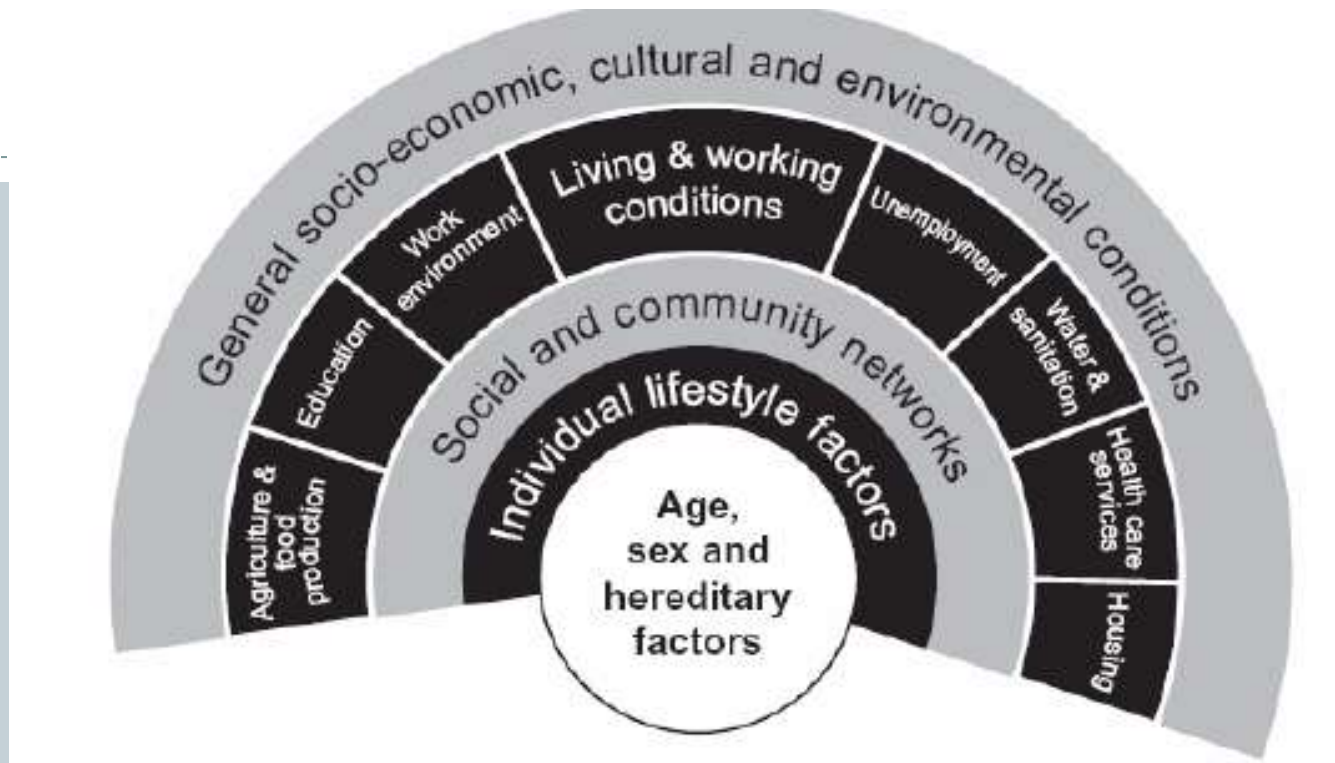 General socio-economic, cultural and environmental conditions
Living & working
conditions
Work
environment
Unemployment
Education
Water &
sanitation
Agriculture &
food
production
Health care
services
Housing
Social and community networks
Individual lifestyle factors
Age,
sex and
hereditary
factors